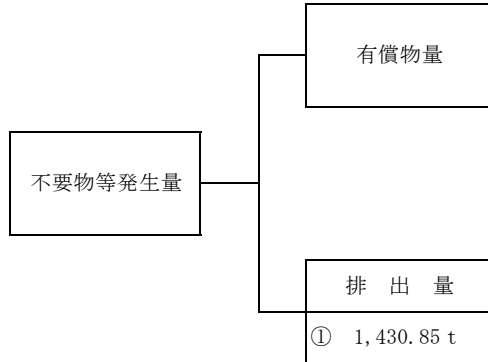 有償物量
不要物等発生量
排 出 量
① 1,430.85 t